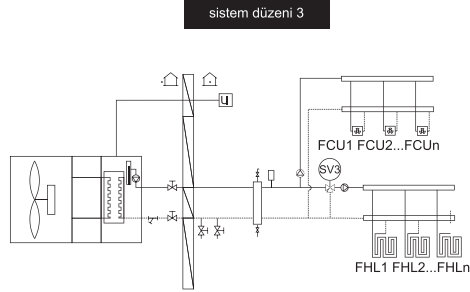 sistem düzeni 3
FCU1 FCU2...FCUn
SV3
FHL1 FHL2...FHLn